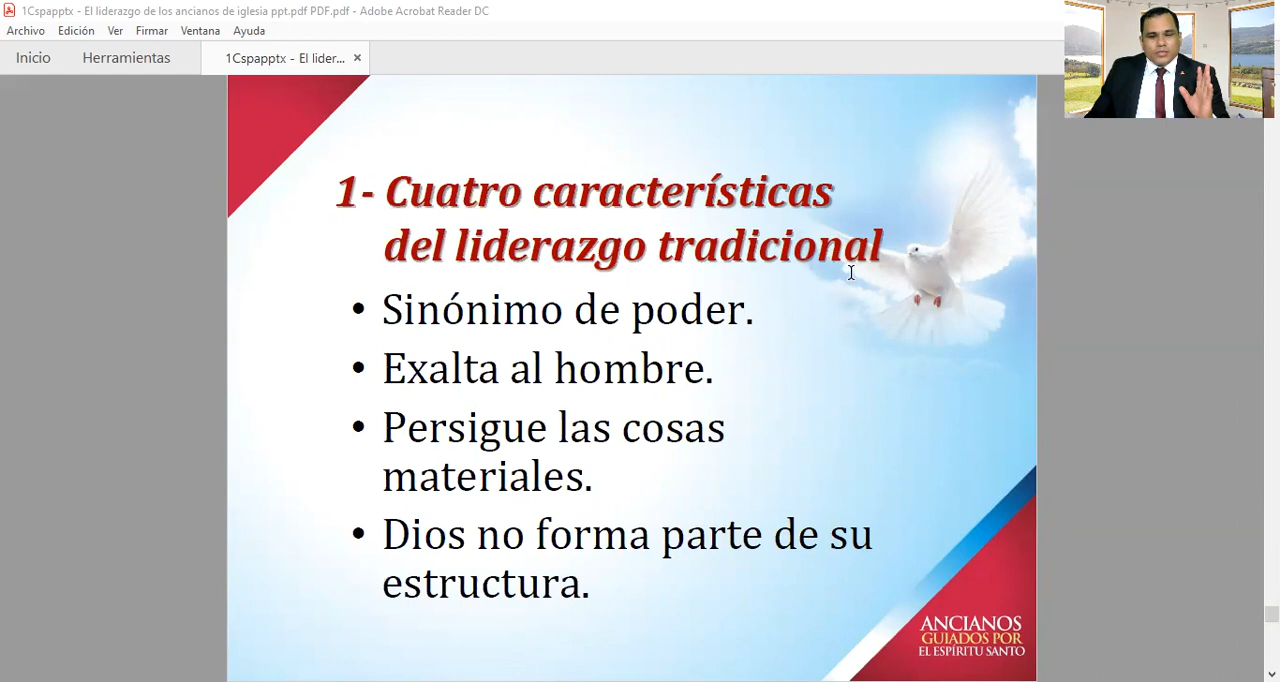 1Cspapptx - El liderazgo de los ancianos de iglesia ppt.pdf PDF.pdf - Adobe Acrobat Reader DC
Archivo Edición Ver Firmar Ventana Ayuda
Inicio Herramientas 1Cspapptx - El lider... ×
1- Cuatro características
del liderazgo tradicional
• Sinónimo de poder.
• Exalta al hombre.
• Persigue las cosas
materiales.
• Dios no forma parte de su
estructura.
ANCIANOS
GUIADOS POR
EL ESPÍRITU SANTO